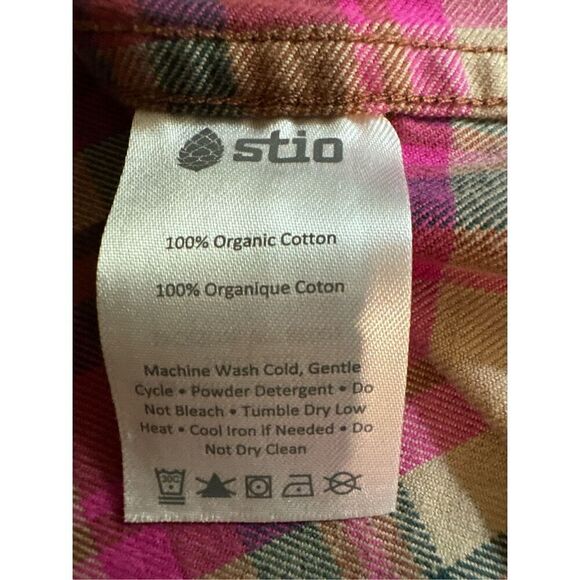 stio
100% Organic Cotton
100% Organique Coton
Machine Wash Cold, Gentle
Cycle • Powder Detergent • Do
Not Bleach • Tumble Dry Low
Heat • Cool Iron if Needed • Do
Not Dry Clean
30C